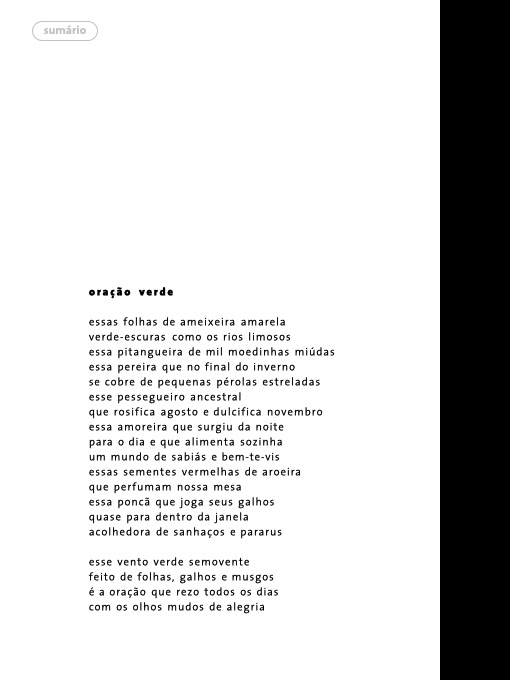 sumário
oração verde
essas folhas de ameixeira amarela
verde-escuras como os rios limosos
essa pitangueira de mil moedinhas miúdas
essa pereira que no final do inverno
se cobre de pequenas pérolas estreladas
esse pessegueiro ancestral
que rosifica agosto e dulcifica novembro
essa amoreira que surgiu da noite
para o dia e que alimenta sozinha
um mundo de sabiás e bem-te-vis
essas sementes vermelhas de aroeira
que perfumam nossa mesa
essa poncã que joga seus galhos
quase para dentro da janela
acolhedora de sanhaços e pararus
esse vento verde semovente
feito de folhas, galhos e musgos
é a oração que rezo todos os dias
com os olhos mudos de alegria